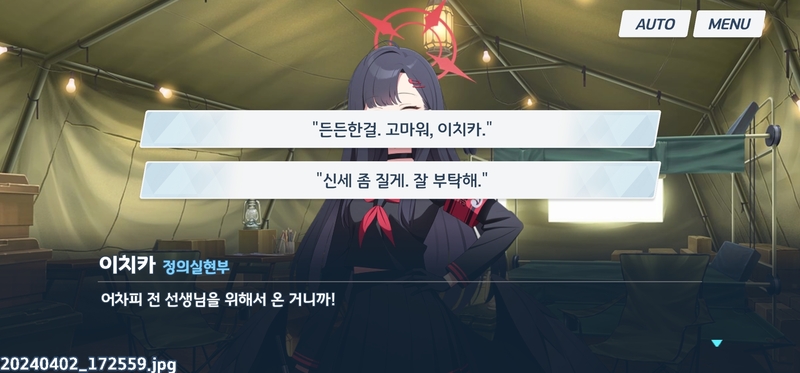 AUTO
MENU
"든든한걸. 고마워, 이치카."
"신세 좀 질게. 잘 부탁해."
이치카 정의실현부
어차피 전 선생님을 위해서 온 거니까!
20240402_172559.jpg